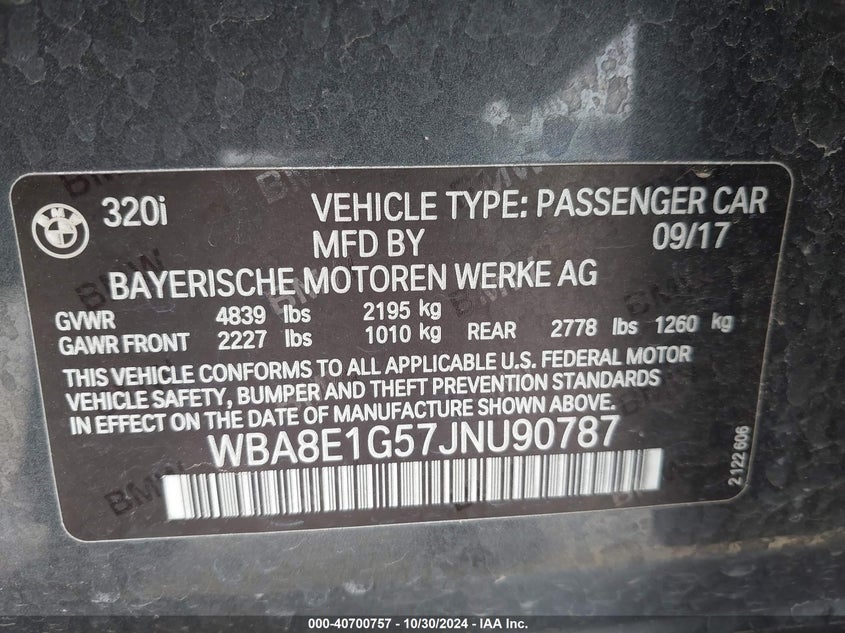 BMW
320i VEHICLE TYPE: PASSENGER CAR
MFD BY 09/17
BAYERISCHE MOTOREN WERKE AG
GVWR 4839 lbs 2195 kg
GAWR FRONT 2227 lbs 1010 kg REAR 2778 lbs 1260 kg
THIS VEHICLE CONFORMS TO ALL APPLICABLE U.S. FEDERAL MOTOR
VEHICLE SAFETY, BUMPER AND THEFT PREVENTION STANDARDS
IN EFFECT ON THE DATE OF MANUFACTURE SHOWN ABOVE.
WBA8E1G57JNU90787
2 122 606
000-40700757 - 10/30/2024 - IAA Inc.